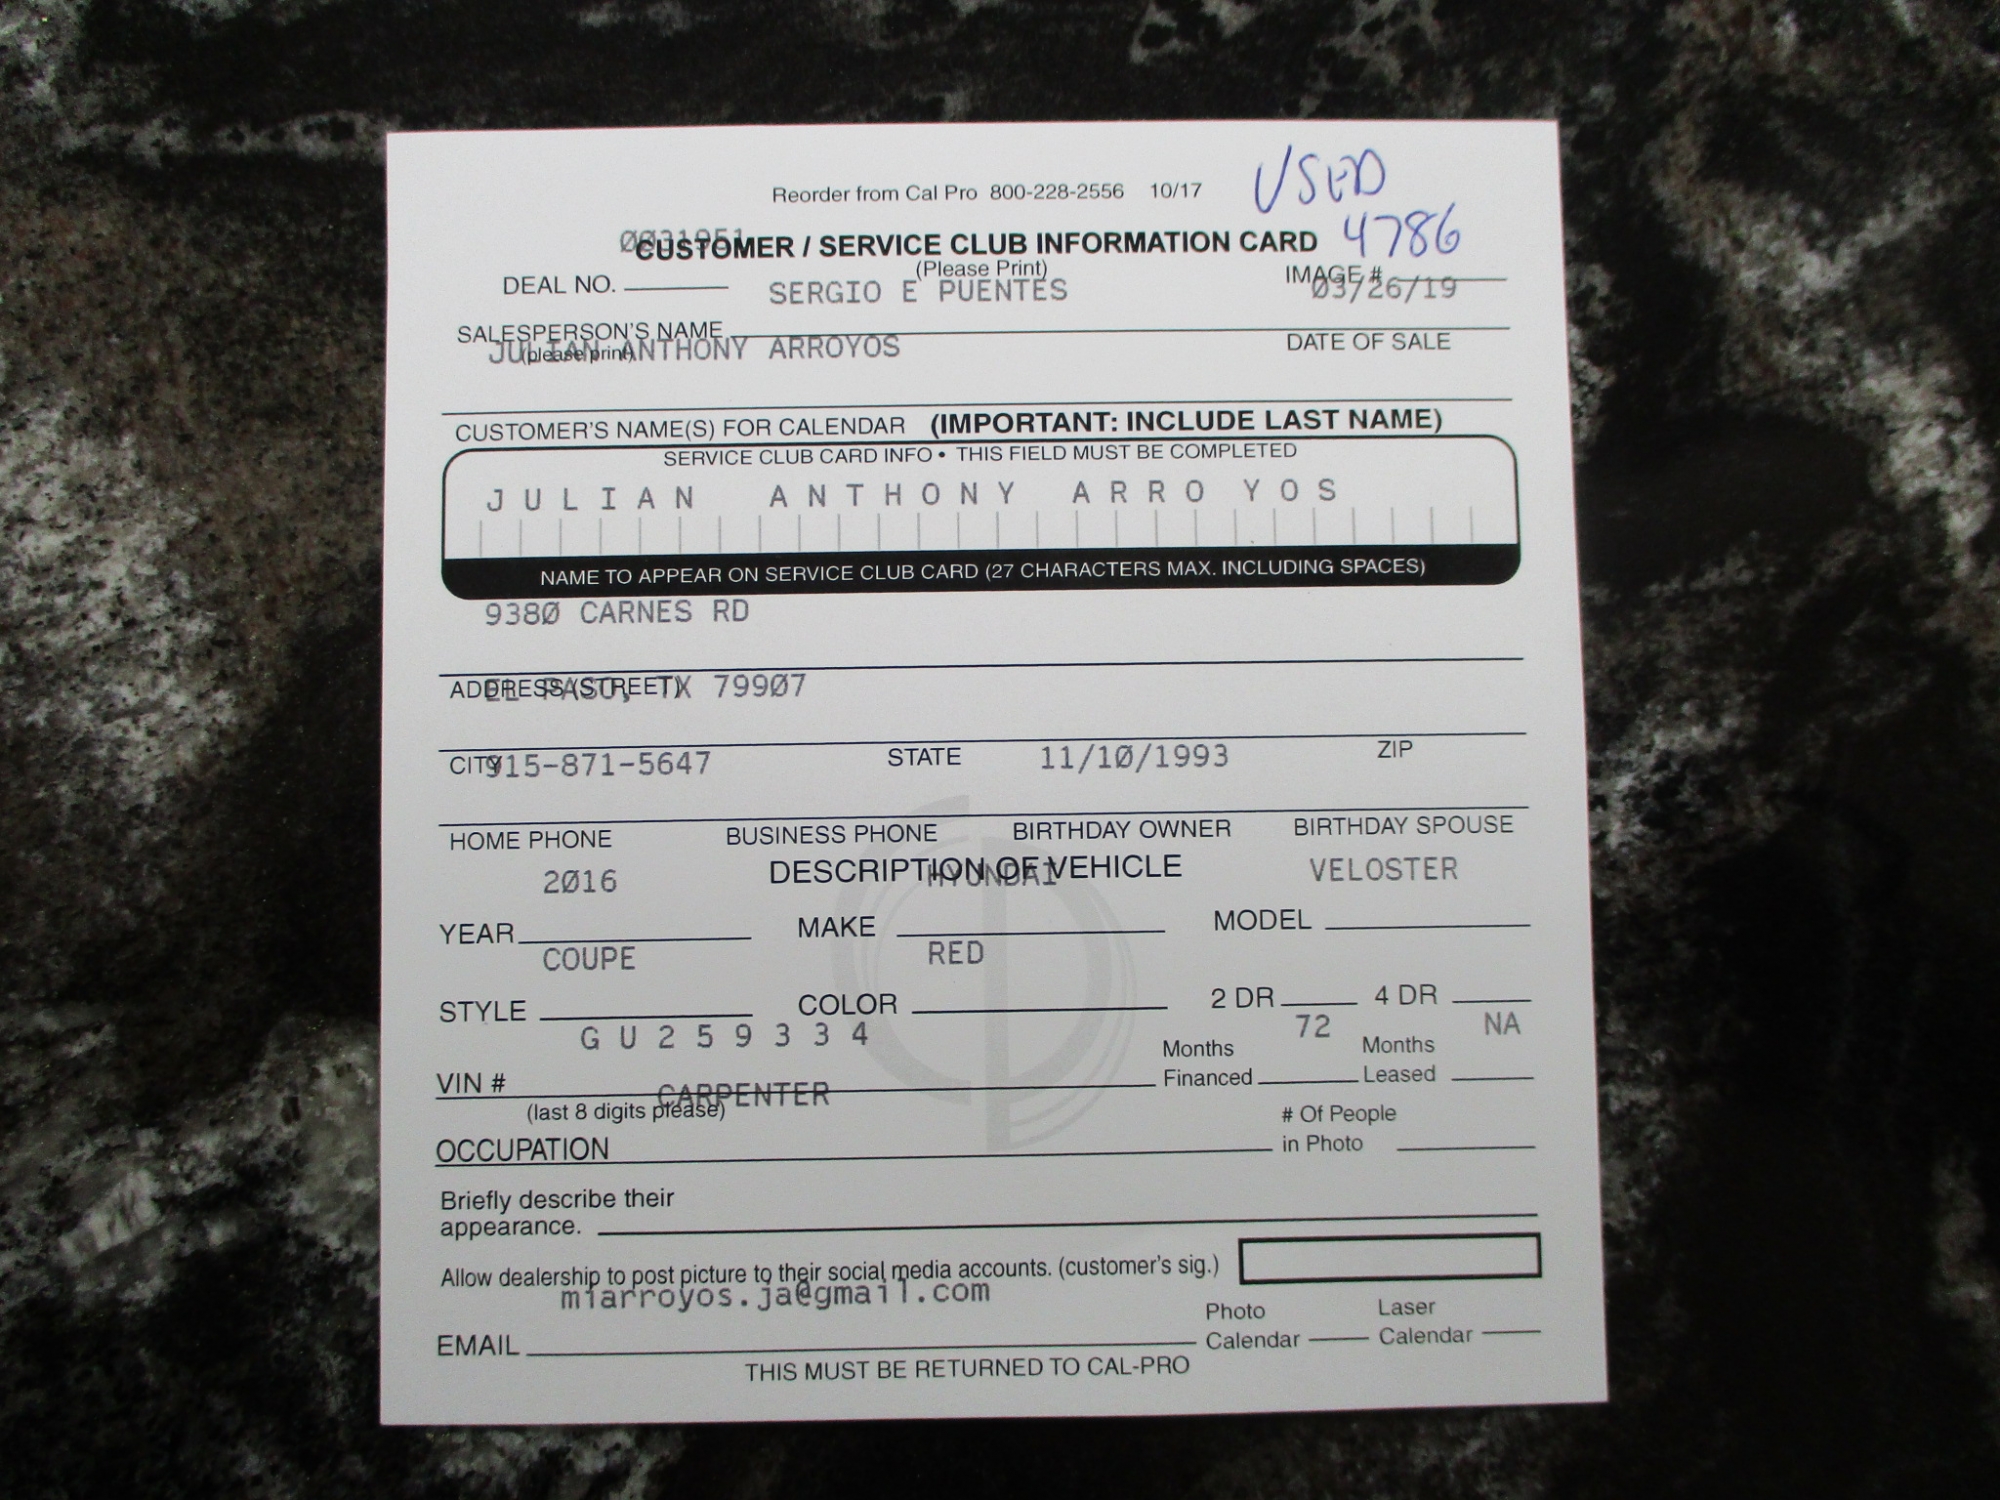 Reorder from Cal Pro 800-228-2556 10/17 USED
0031951
CUSTOMER / SERVICE CLUB INFORMATION CARD 4786
(Please Print)
DEAL NO. SERGIO E PUENTES IMAGE # 03/26/19
SALESPERSON'S NAME DATE OF SALE
(please print)
JULIAN ANTHONY ARROYOS
CUSTOMER'S NAME(S) FOR CALENDAR (IMPORTANT: INCLUDE LAST NAME)
SERVICE CLUB CARD INFO • THIS FIELD MUST BE COMPLETED
JULIAN ANTHONY ARROYOS
NAME TO APPEAR ON SERVICE CLUB CARD (27 CHARACTERS MAX. INCLUDING SPACES)
9380 CARNES RD
ADDRESS (STREET) EL PASO, TX 79907
CITY 915-871-5647 STATE 11/10/1993 ZIP
HOME PHONE BUSINESS PHONE BIRTHDAY OWNER BIRTHDAY SPOUSE
2016 DESCRIPTION OF VEHICLE HYUNDAI VELOSTER
YEAR MAKE MODEL
COUPE RED
STYLE COLOR 2 DR 4 DR
GU259334 72 NA
VIN # Months Financed Months Leased
(last 8 digits please) CARPENTER
OCCUPATION # Of People in Photo
Briefly describe their
appearance.
Allow dealership to post picture to their social media accounts. (customer's sig.)
miarroyos.ja@gmail.com
EMAIL Photo Calendar Laser Calendar
THIS MUST BE RETURNED TO CAL-PRO